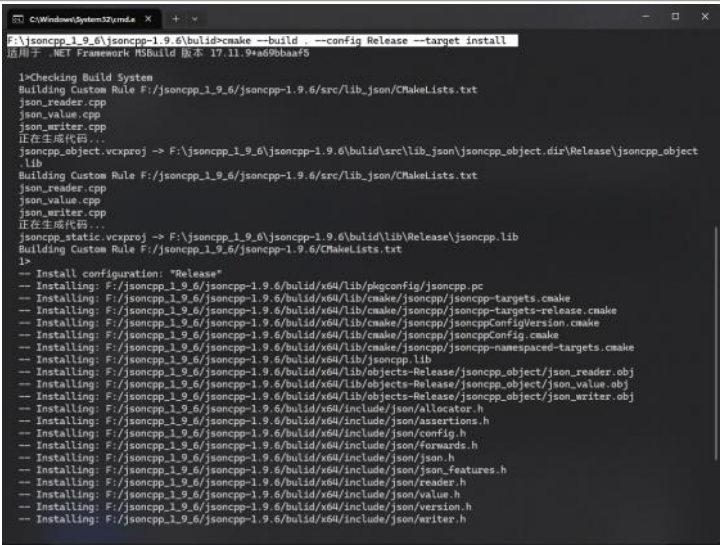 C:\Windows\System32\cmd.e
F:\jsoncpp_1_9_6\jsoncpp-1.9.6\bulid>cmake --build . --config Release --target install
适用于 .NET Framework MSBuild 版本 17.11.9+a69bbaaf5
1>Checking Build System
Building Custom Rule F:/jsoncpp_1_9_6/jsoncpp-1.9.6/src/lib_json/CMakeLists.txt
json_reader.cpp
json_value.cpp
json_writer.cpp
正在生成代码...
jsoncpp_object.vcxproj -> F:\jsoncpp_1_9_6\jsoncpp-1.9.6\bulid\src\lib_json\jsoncpp_object.dir\Release\jsoncpp_object
.lib
Building Custom Rule F:/jsoncpp_1_9_6/jsoncpp-1.9.6/src/lib_json/CMakeLists.txt
json_reader.cpp
json_value.cpp
json_writer.cpp
正在生成代码...
jsoncpp_static.vcxproj -> F:\jsoncpp_1_9_6\jsoncpp-1.9.6\bulid\lib\Release\jsoncpp.lib
Building Custom Rule F:/jsoncpp_1_9_6/jsoncpp-1.9.6/CMakeLists.txt
1>
-- Install configuration: "Release"
-- Installing: F:/jsoncpp_1_9_6/jsoncpp-1.9.6/bulid/x64/lib/pkgconfig/jsoncpp.pc
-- Installing: F:/jsoncpp_1_9_6/jsoncpp-1.9.6/bulid/x64/lib/cmake/jsoncpp/jsoncpp-targets.cmake
-- Installing: F:/jsoncpp_1_9_6/jsoncpp-1.9.6/bulid/x64/lib/cmake/jsoncpp/jsoncpp-targets-release.cmake
-- Installing: F:/jsoncpp_1_9_6/jsoncpp-1.9.6/bulid/x64/lib/cmake/jsoncpp/jsoncppConfigVersion.cmake
-- Installing: F:/jsoncpp_1_9_6/jsoncpp-1.9.6/bulid/x64/lib/cmake/jsoncpp/jsoncppConfig.cmake
-- Installing: F:/jsoncpp_1_9_6/jsoncpp-1.9.6/bulid/x64/lib/cmake/jsoncpp/jsoncpp-namespaced-targets.cmake
-- Installing: F:/jsoncpp_1_9_6/jsoncpp-1.9.6/bulid/x64/lib/jsoncpp.lib
-- Installing: F:/jsoncpp_1_9_6/jsoncpp-1.9.6/bulid/x64/lib/objects-Release/jsoncpp_object/json_reader.obj
-- Installing: F:/jsoncpp_1_9_6/jsoncpp-1.9.6/bulid/x64/lib/objects-Release/jsoncpp_object/json_value.obj
-- Installing: F:/jsoncpp_1_9_6/jsoncpp-1.9.6/bulid/x64/lib/objects-Release/jsoncpp_object/json_writer.obj
-- Installing: F:/jsoncpp_1_9_6/jsoncpp-1.9.6/bulid/x64/include/json/allocator.h
-- Installing: F:/jsoncpp_1_9_6/jsoncpp-1.9.6/bulid/x64/include/json/assertions.h
-- Installing: F:/jsoncpp_1_9_6/jsoncpp-1.9.6/bulid/x64/include/json/config.h
-- Installing: F:/jsoncpp_1_9_6/jsoncpp-1.9.6/bulid/x64/include/json/forwards.h
-- Installing: F:/jsoncpp_1_9_6/jsoncpp-1.9.6/bulid/x64/include/json/json.h
-- Installing: F:/jsoncpp_1_9_6/jsoncpp-1.9.6/bulid/x64/include/json/json_features.h
-- Installing: F:/jsoncpp_1_9_6/jsoncpp-1.9.6/bulid/x64/include/json/reader.h
-- Installing: F:/jsoncpp_1_9_6/jsoncpp-1.9.6/bulid/x64/include/json/value.h
-- Installing: F:/jsoncpp_1_9_6/jsoncpp-1.9.6/bulid/x64/include/json/version.h
-- Installing: F:/jsoncpp_1_9_6/jsoncpp-1.9.6/bulid/x64/include/json/writer.h